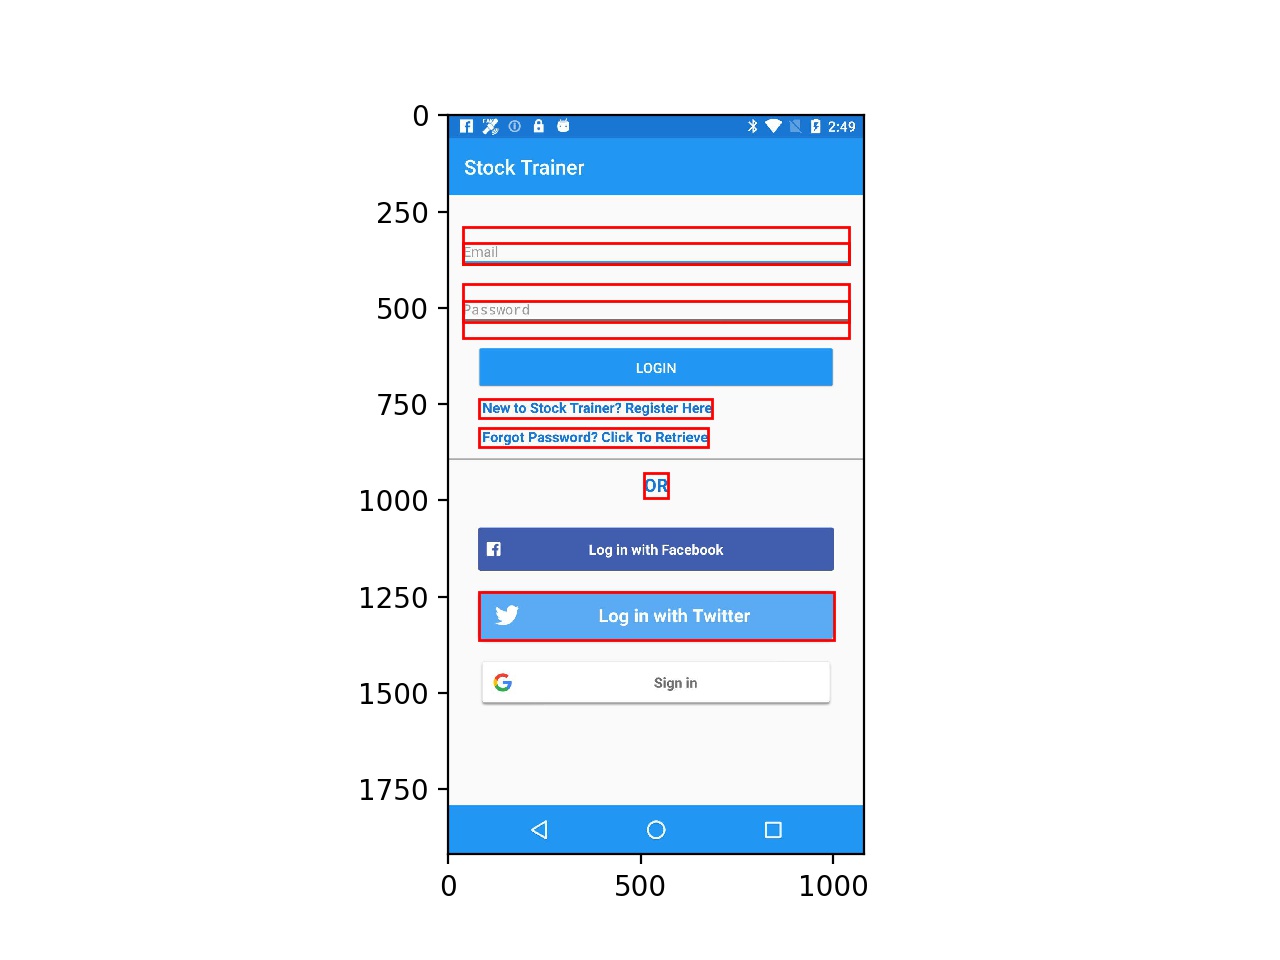 0
250
500
750
1000
1250
1500
1750
2:49
Stock Trainer
Email
Password
LOGIN
New to Stock Trainer? Register Here
Forgot Password? Click To Retrieve
OR
Log in with Facebook
Log in with Twitter
Sign in
0 500 1000